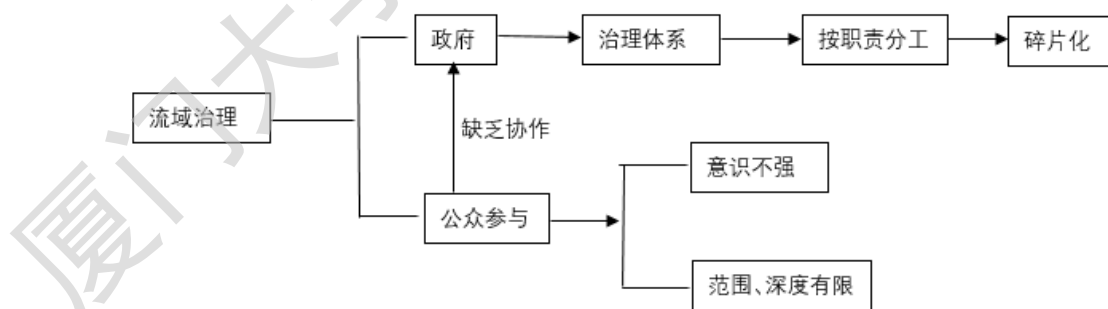 政府
治理体系
按职责分工
碎片化
流域治理
缺乏协作
意识不强
公众参与
范围、深度有限
厦门大学